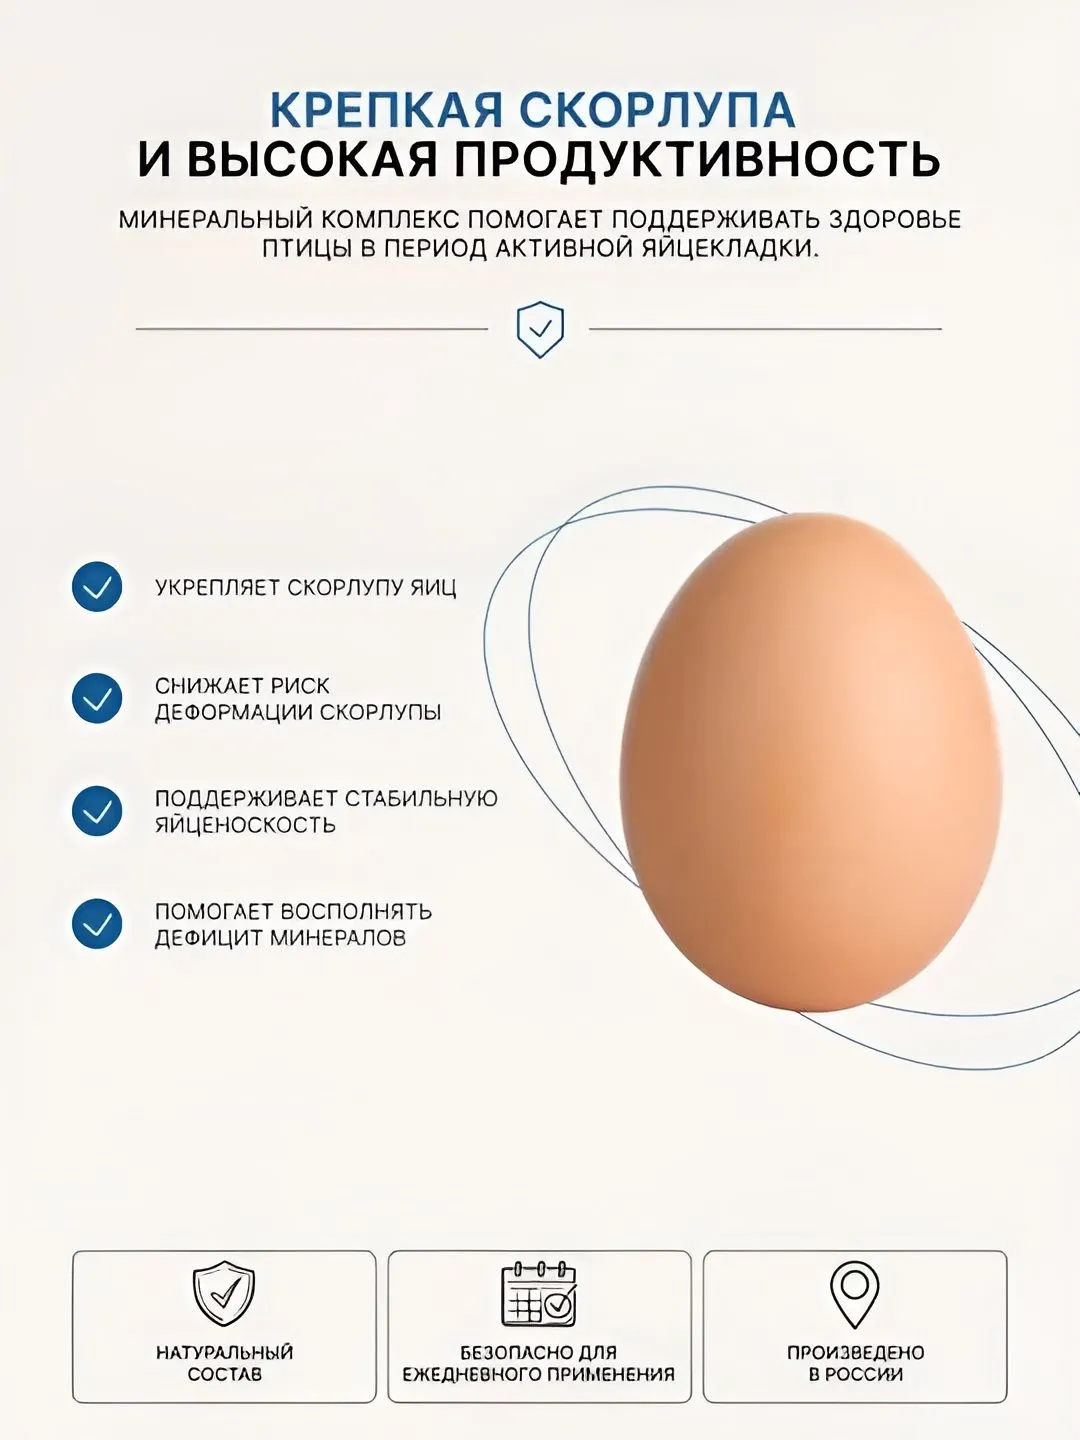 КРЕПКАЯ СКОРЛУПА
И ВЫСОКАЯ ПРОДУКТИВНОСТЬ
МИНЕРАЛЬНЫЙ КОМПЛЕКС ПОМОГАЕТ ПОДДЕРЖИВАТЬ ЗДОРОВЬЕ
ПТИЦЫ В ПЕРИОД АКТИВНОЙ ЯЙЦЕКЛАДКИ.
УКРЕПЛЯЕТ СКОРЛУПУ ЯИЦ
СНИЖАЕТ РИСК
ДЕФОРМАЦИИ СКОРЛУПЫ
ПОДДЕРЖИВАЕТ СТАБИЛЬНУЮ
ЯЙЦЕНОСКОСТЬ
ПОМОГАЕТ ВОСПОЛНЯТЬ
ДЕФИЦИТ МИНЕРАЛОВ
НАТУРАЛЬНЫЙ
СОСТАВ
БЕЗОПАСНО ДЛЯ
ЕЖЕДНЕВНОГО ПРИМЕНЕНИЯ
ПРОИЗВЕДЕНО
В РОССИИ